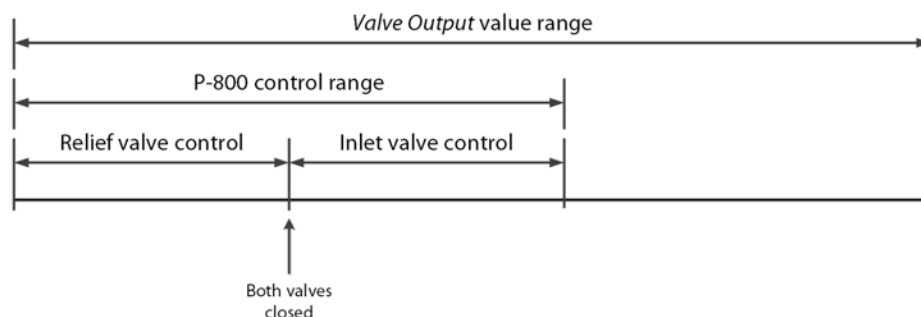 Valve Output value range
P-800 control range
Relief valve control
Inlet valve control
Both valves
closed